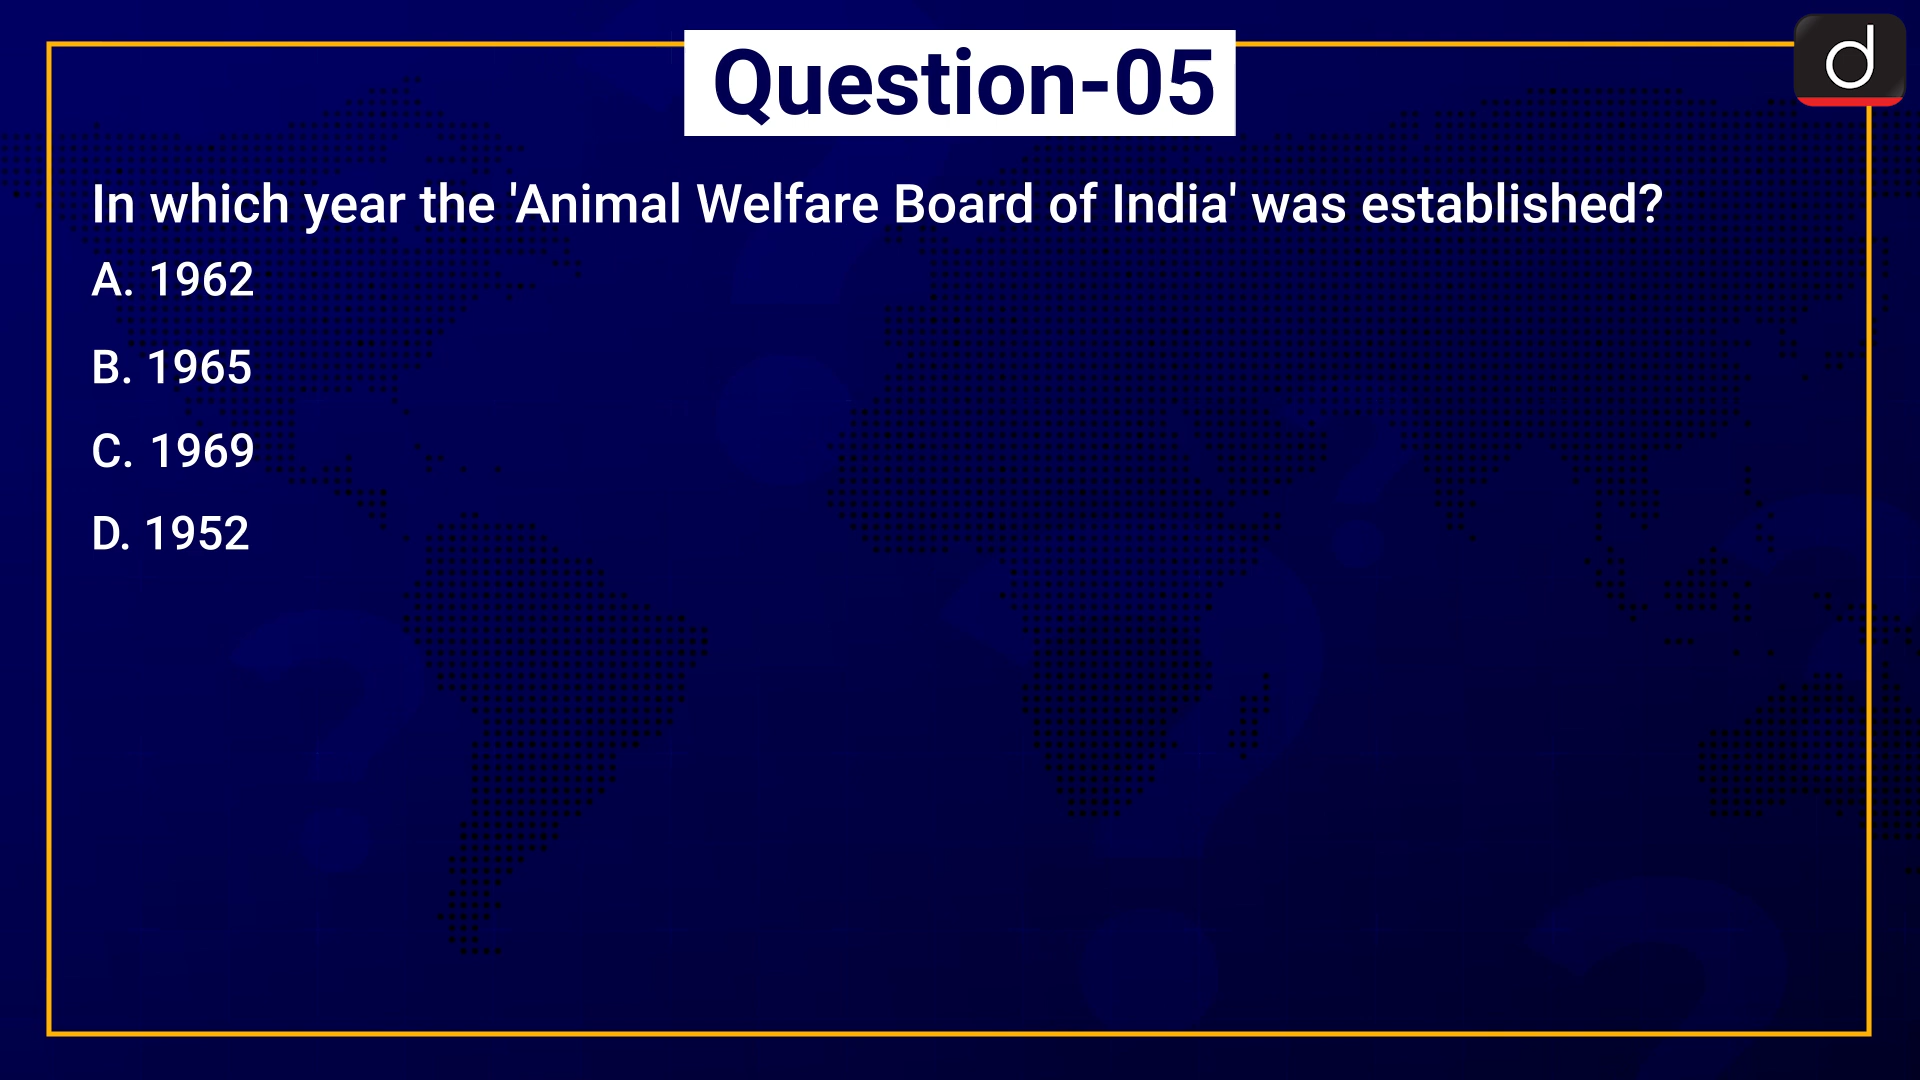 Question-05
d
In which year the 'Animal Welfare Board of India' was established?
A. 1962
B. 1965
C. 1969
D. 1952